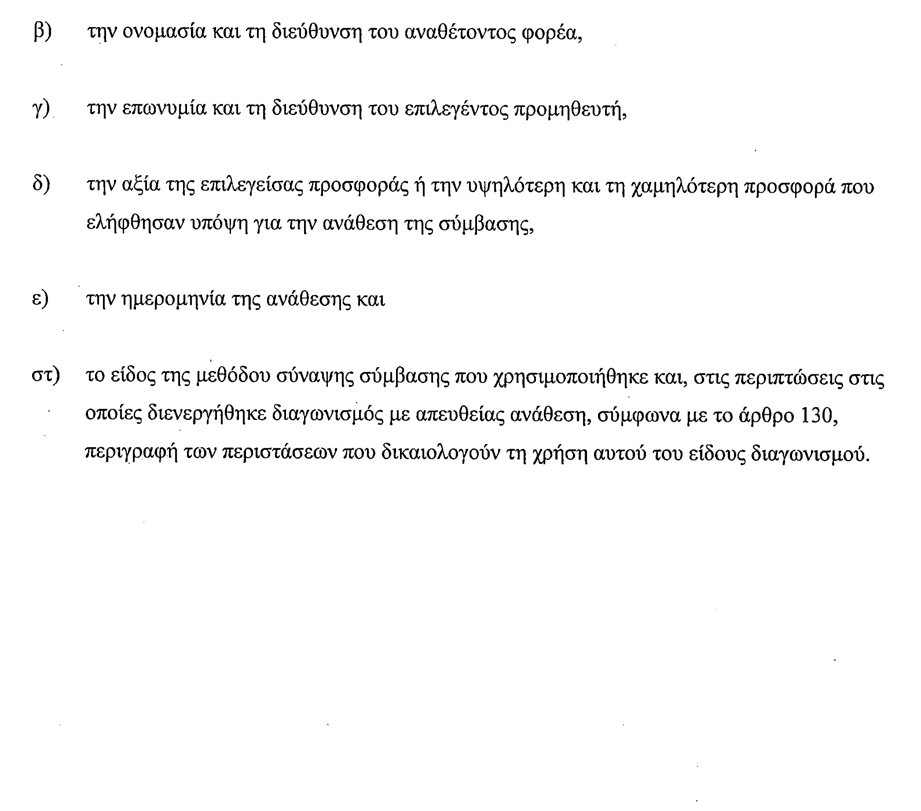 β) την ονομασία και τη διεύθυνση του αναθέτοντος φορέα,
γ) την επωνυμία και τη διεύθυνση του επιλεγέντος προμηθευτή,
δ) την αξία της επιλεγείσας προσφοράς ή την υψηλότερη και τη χαμηλότερη προσφορά που
ελήφθησαν υπόψη για την ανάθεση της σύμβασης,
ε) την ημερομηνία της ανάθεσης και
στ) το είδος της μεθόδου σύναψης σύμβασης που χρησιμοποιήθηκε και, στις περιπτώσεις στις
οποίες διενεργήθηκε διαγωνισμός με απευθείας ανάθεση, σύμφωνα με το άρθρο 130,
περιγραφή των περιστάσεων που δικαιολογούν τη χρήση αυτού του είδους διαγωνισμού.